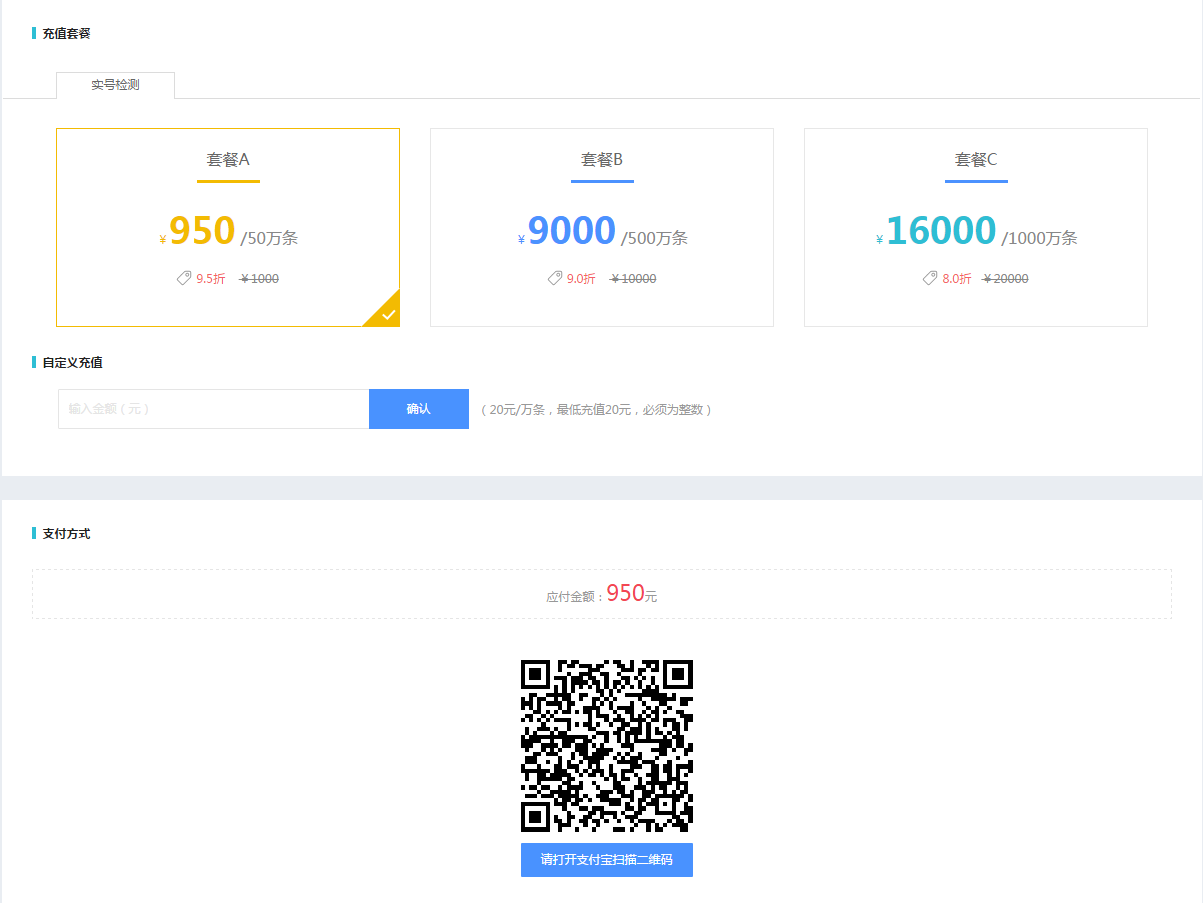 充值套餐
实号检测
套餐A
¥950 /50万条
9.5折 ¥1000
套餐B
¥9000 /500万条
9.0折 ¥10000
套餐C
¥16000 /1000万条
8.0折 ¥20000
自定义充值
输入金额（元） 确认 （20元/万条，最低充值20元，必须为整数）
支付方式
应付金额：950元
请打开支付宝扫描二维码